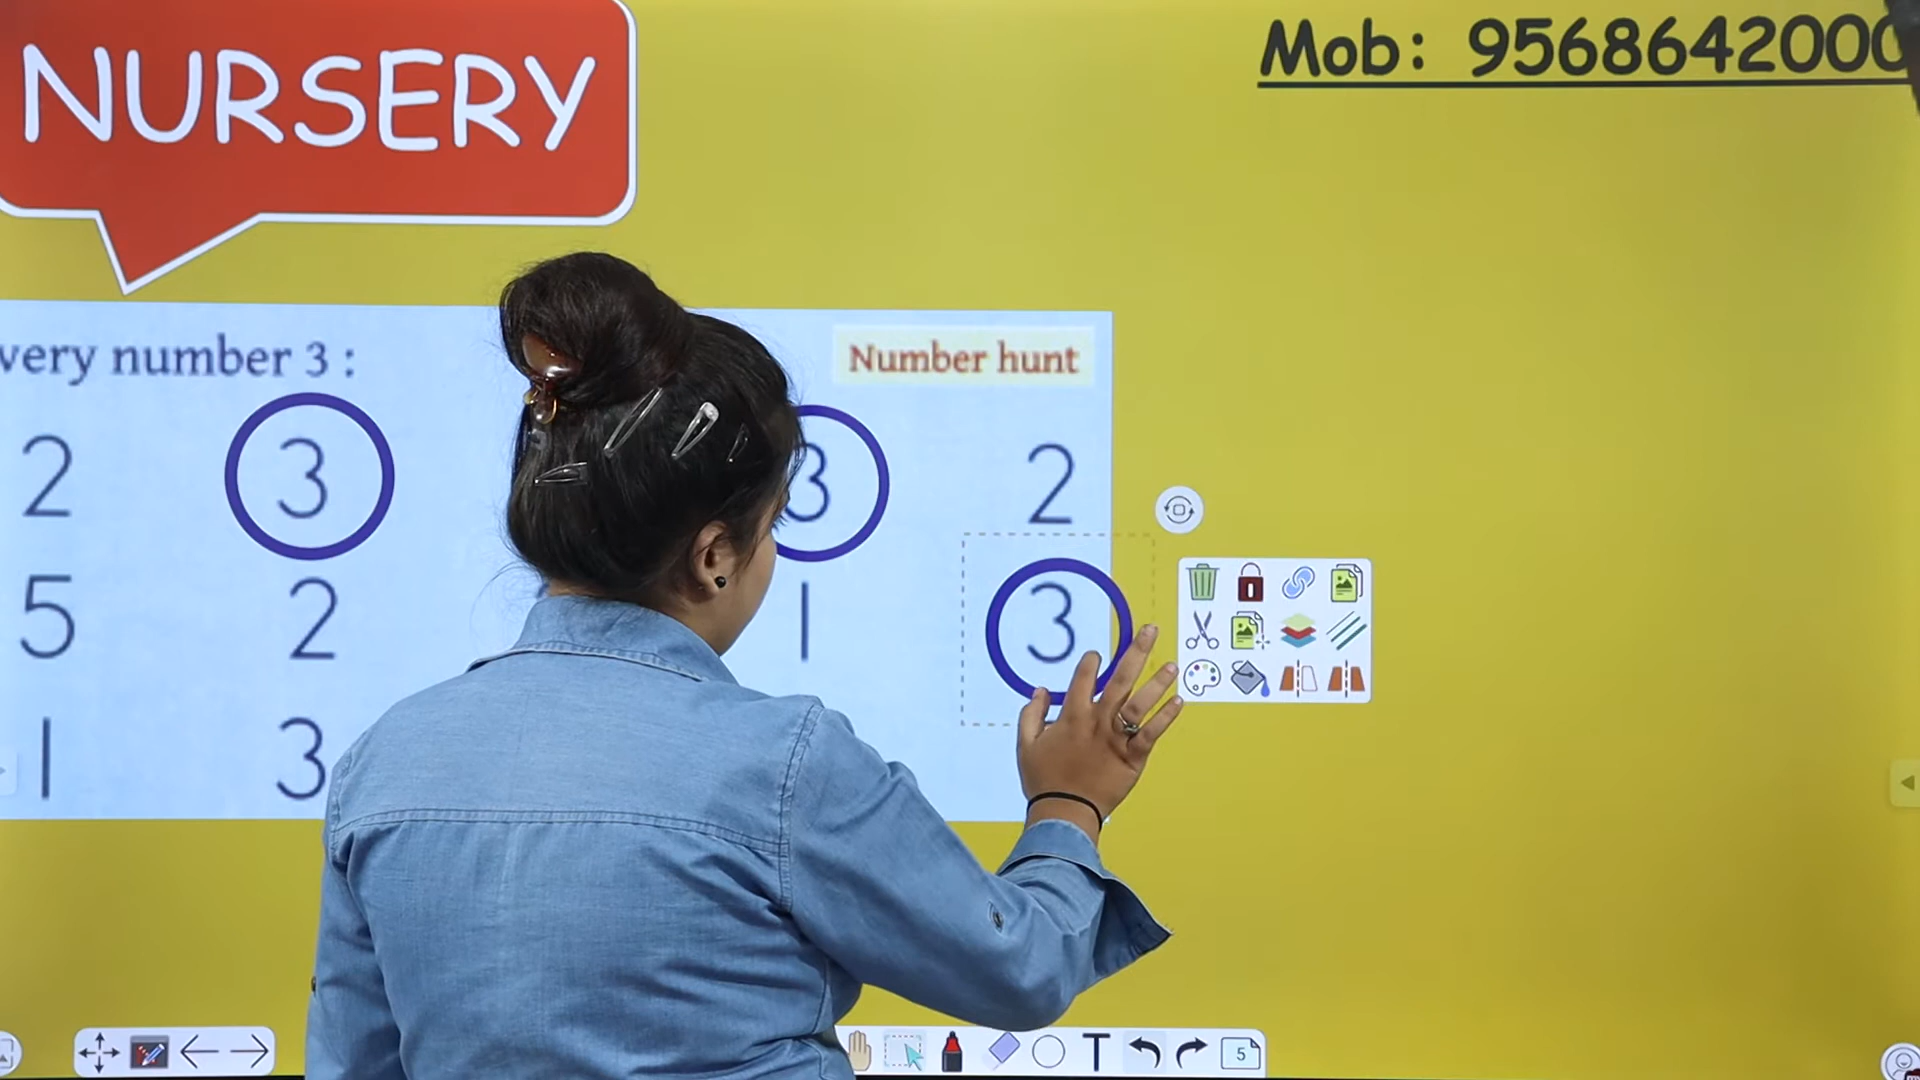 NURSERY
Mob: 9568642000
very number 3 :
Number hunt
2 3 3 2
5 2 1 3
1 3
T 5